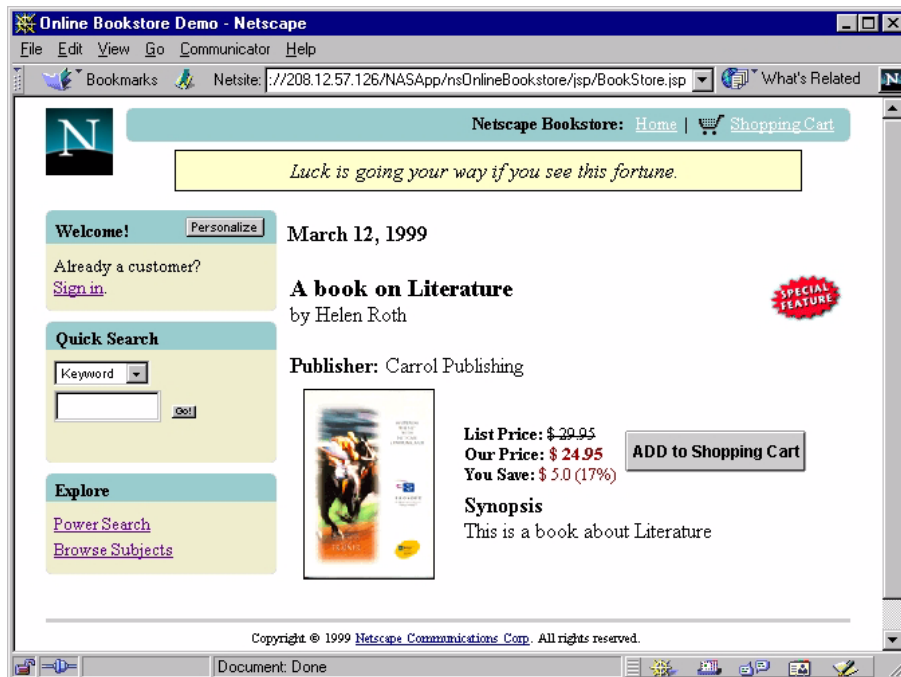 Online Bookstore Demo - Netscape
File Edit View Go Communicator Help
Bookmarks Netsite: ://208.12.57.126/NASApp/nsOnlineBookstore/jsp/BookStore.jsp What's Related N
N
Netscape Bookstore: Home | Shopping Cart
Luck is going your way if you see this fortune.
Welcome! Personalize
Already a customer?
Sign in.
Quick Search
Keyword
Go!
Explore
Power Search
Browse Subjects
March 12, 1999
A book on Literature
by Helen Roth
SPECIAL
FEATURE
Publisher: Carrol Publishing
List Price: $ 29.95
Our Price: $ 24.95
You Save: $ 5.0 (17%)
ADD to Shopping Cart
Synopsis
This is a book about Literature
Copyright © 1999 Netscape Communications Corp. All rights reserved.
Document: Done